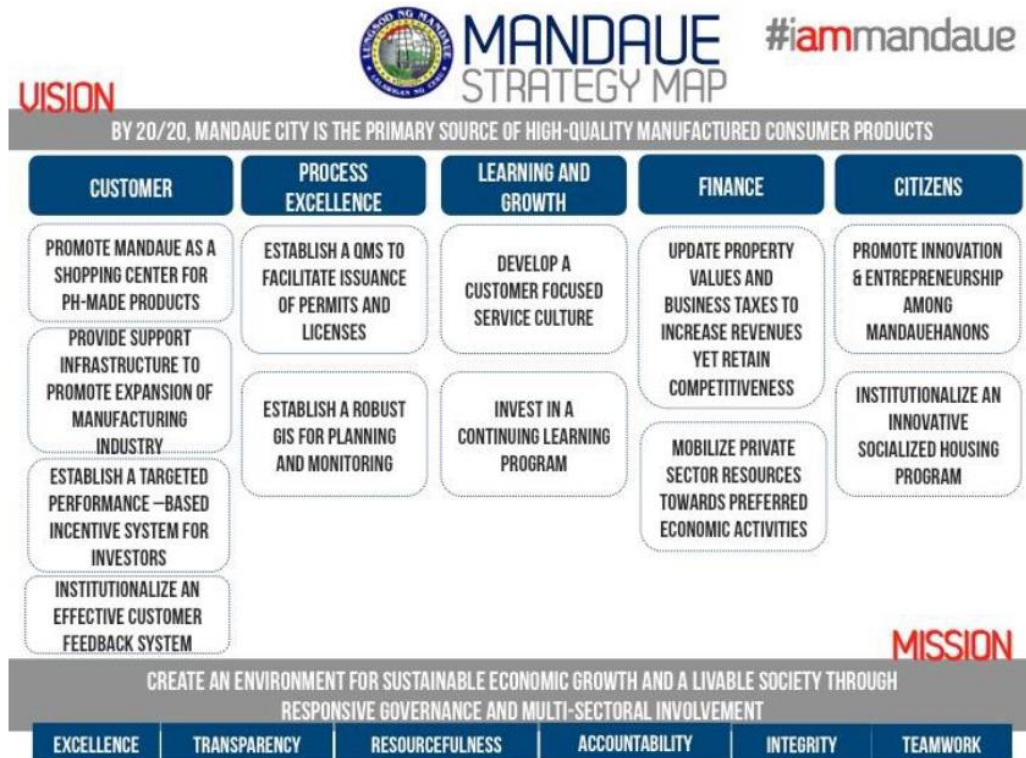 LUNGSOD NG MANDAUE
LALAWIGAN NG CEBU
MANDAUE
STRATEGY MAP
#iammandaue
VISION
BY 20/20, MANDAUE CITY IS THE PRIMARY SOURCE OF HIGH-QUALITY MANUFACTURED CONSUMER PRODUCTS
CUSTOMER
PROMOTE MANDAUE AS A
SHOPPING CENTER FOR
PH-MADE PRODUCTS
PROVIDE SUPPORT
INFRASTRUCTURE TO
PROMOTE EXPANSION OF
MANUFACTURING
INDUSTRY
ESTABLISH A TARGETED
PERFORMANCE –BASED
INCENTIVE SYSTEM FOR
INVESTORS
INSTITUTIONALIZE AN
EFFECTIVE CUSTOMER
FEEDBACK SYSTEM
PROCESS
EXCELLENCE
ESTABLISH A QMS TO
FACILITATE ISSUANCE
OF PERMITS AND
LICENSES
ESTABLISH A ROBUST
GIS FOR PLANNING
AND MONITORING
LEARNING AND
GROWTH
DEVELOP A
CUSTOMER FOCUSED
SERVICE CULTURE
INVEST IN A
CONTINUING LEARNING
PROGRAM
FINANCE
UPDATE PROPERTY
VALUES AND
BUSINESS TAXES TO
INCREASE REVENUES
YET RETAIN
COMPETITIVENESS
MOBILIZE PRIVATE
SECTOR RESOURCES
TOWARDS PREFERRED
ECONOMIC ACTIVITIES
CITIZENS
PROMOTE INNOVATION
& ENTREPRENEURSHIP
AMONG
MANDAUEHANONS
INSTITUTIONALIZE AN
INNOVATIVE
SOCIALIZED HOUSING
PROGRAM
MISSION
CREATE AN ENVIRONMENT FOR SUSTAINABLE ECONOMIC GROWTH AND A LIVABLE SOCIETY THROUGH
RESPONSIVE GOVERNANCE AND MULTI-SECTORAL INVOLVEMENT
EXCELLENCE
TRANSPARENCY
RESOURCEFULNESS
ACCOUNTABILITY
INTEGRITY
TEAMWORK